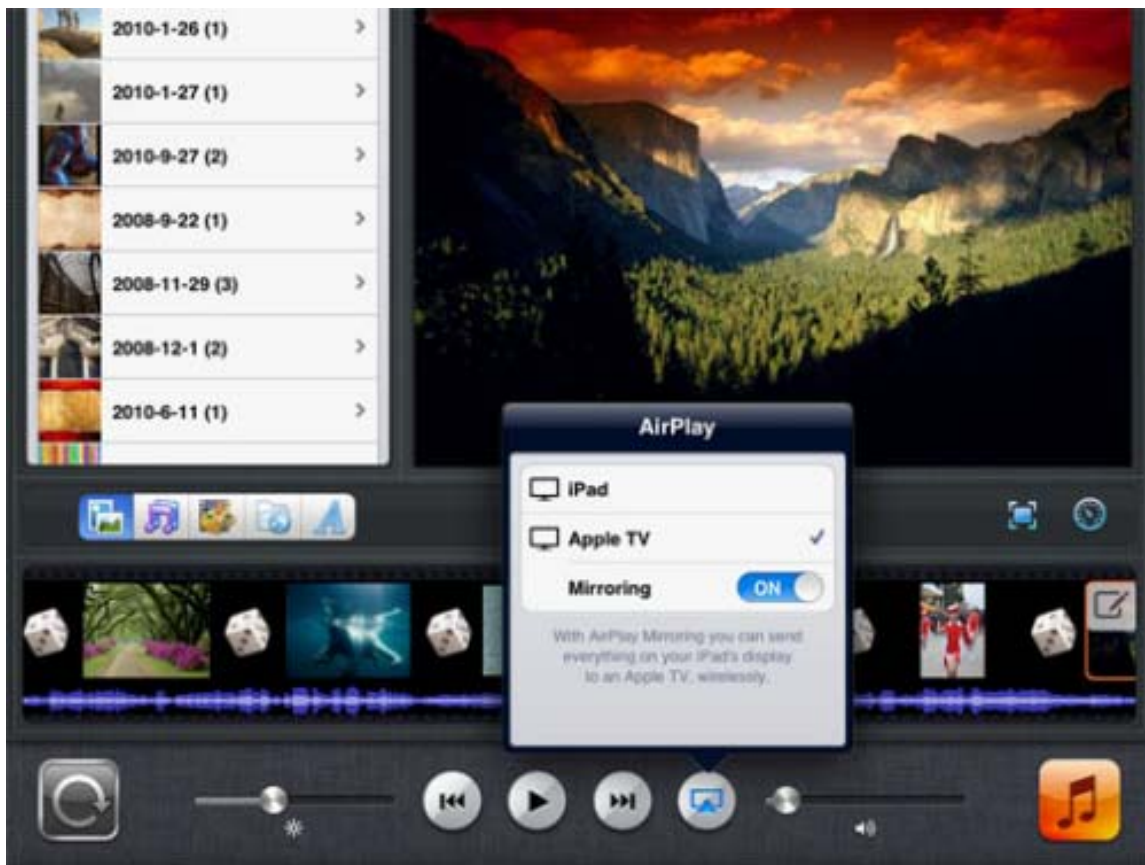 2010-1-26 (1)
2010-1-27 (1)
2010-9-27 (2)
2008-9-22 (1)
2008-11-29 (3)
2008-12-1 (2)
2010-6-11 (1)
AirPlay
iPad
Apple TV
Mirroring
ON
With AirPlay Mirroring you can send
everything on your iPad's display
to an Apple TV, wirelessly.